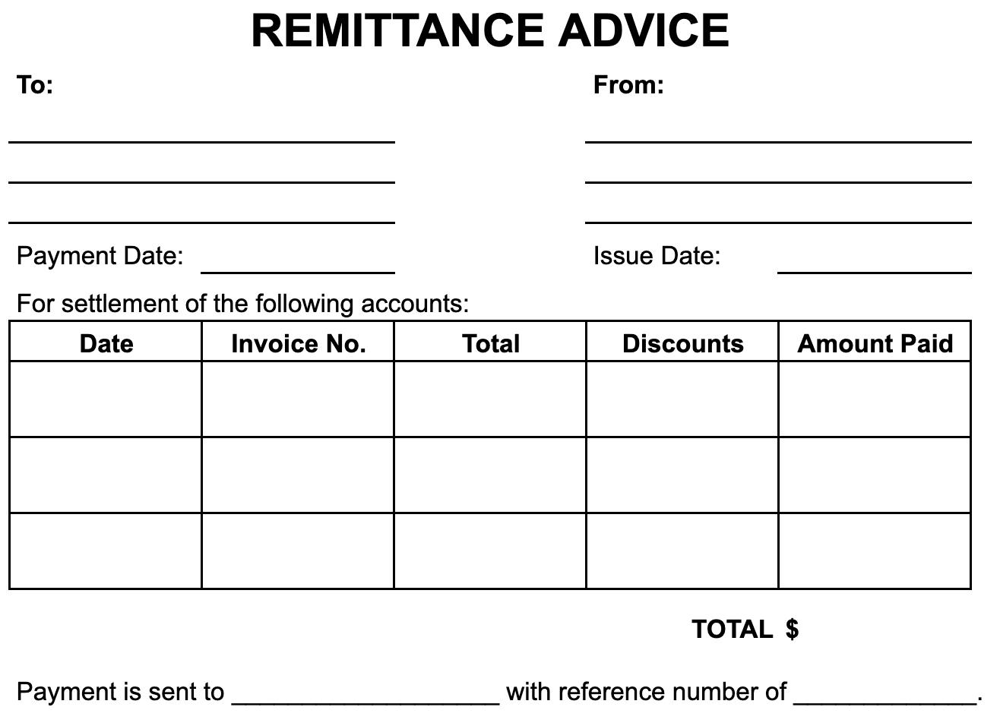 REMITTANCE ADVICE
To: From:
Payment Date: Issue Date:
For settlement of the following accounts:
Date Invoice No. Total Discounts Amount Paid
TOTAL $
Payment is sent to ___________________ with reference number of _____________.